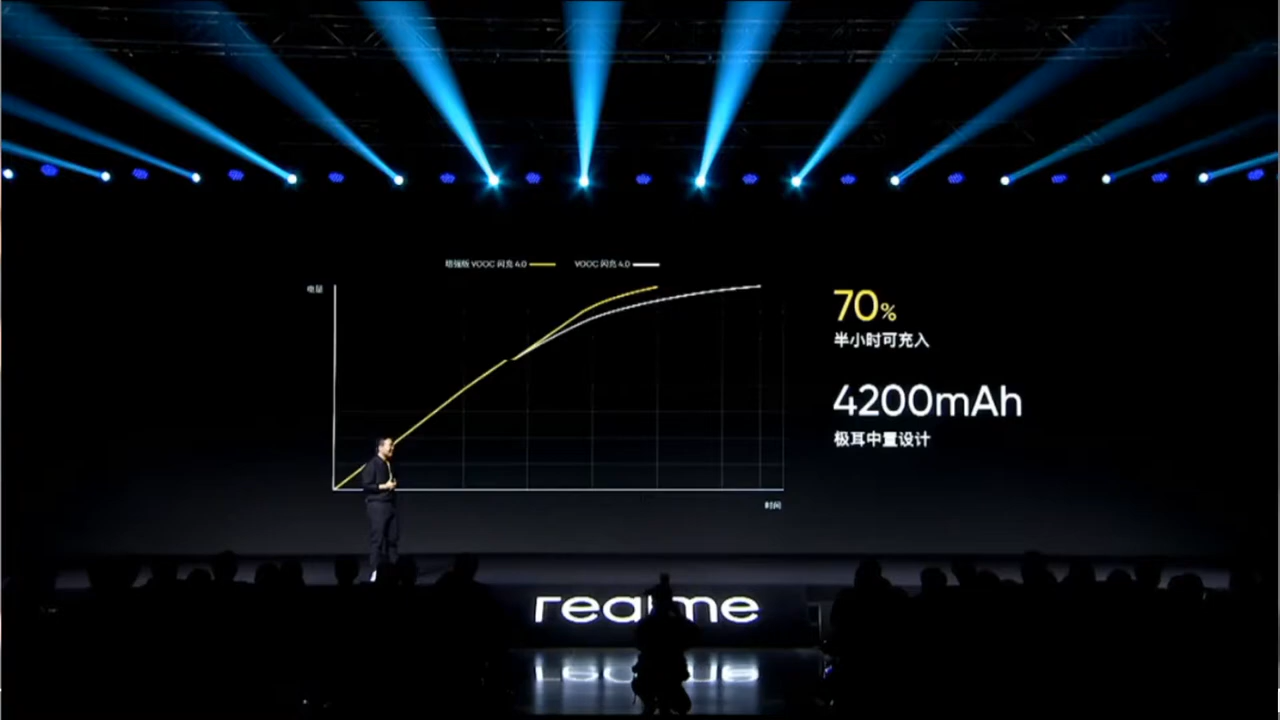 增强版 VOOC 闪充 4.0
VOOC 闪充 4.0
电量
70%
半小时可充入
4200mAh
极耳中置设计
时间
realme